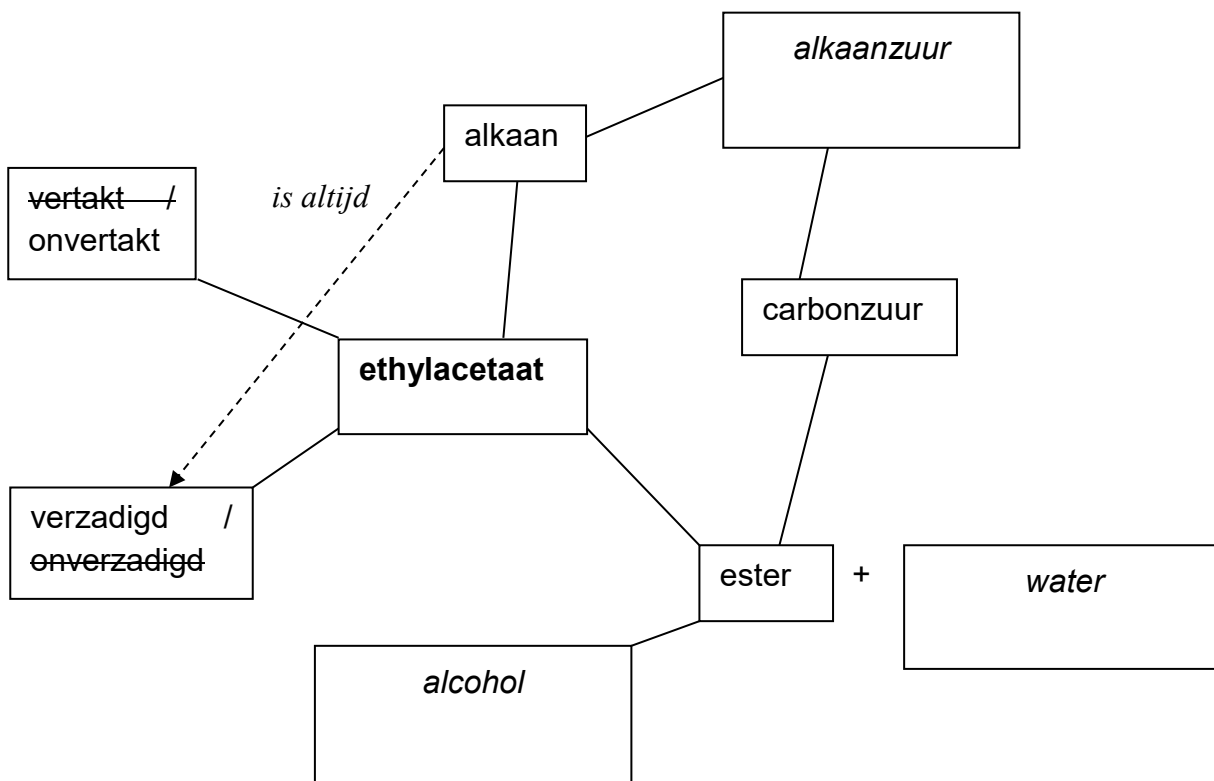 alkaanzuur
alkaan
vertakt /
onvertakt
is altijd
carbonzuur
ethylacetaat
verzadigd /
onverzadigd
ester +
water
alcohol